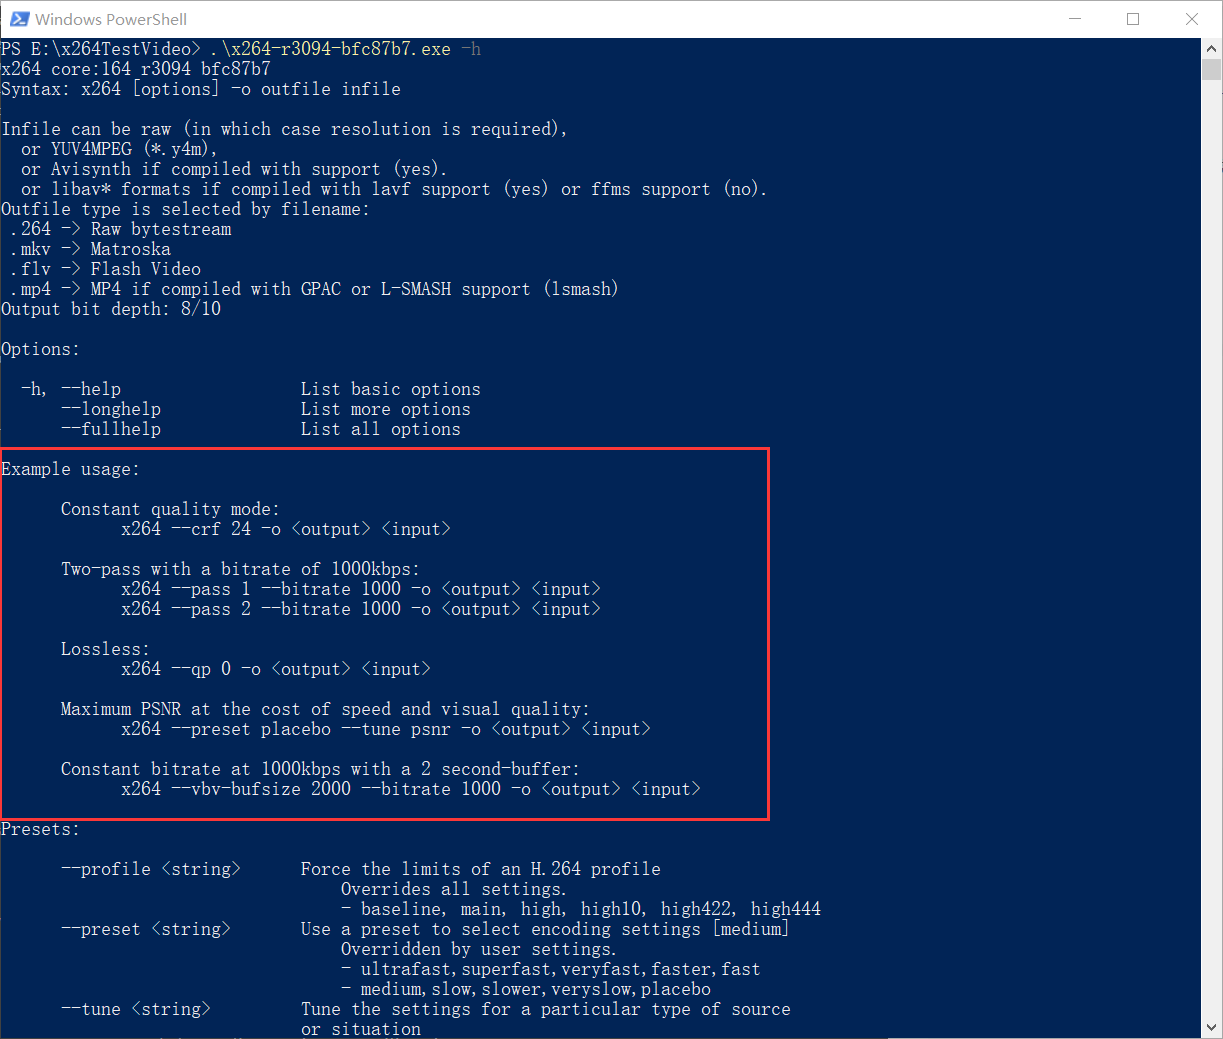 Windows PowerShell
PS E:\x264TestVideo> .\x264-r3094-bfc87b7.exe -h
x264 core:164 r3094 bfc87b7
Syntax: x264 [options] -o outfile infile
Infile can be raw (in which case resolution is required),
or YUV4MPEG (*.y4m),
or Avisynth if compiled with support (yes).
or libav* formats if compiled with lavf support (yes) or ffms support (no).
Outfile type is selected by filename:
.264 -> Raw bytestream
.mkv -> Matroska
.flv -> Flash Video
.mp4 -> MP4 if compiled with GPAC or L-SMASH support (lsmash)
Output bit depth: 8/10
Options:
-h, --help List basic options
--longhelp List more options
--fullhelp List all options
Example usage:
Constant quality mode:
x264 --crf 24 -o <output> <input>
Two-pass with a bitrate of 1000kbps:
x264 --pass 1 --bitrate 1000 -o <output> <input>
x264 --pass 2 --bitrate 1000 -o <output> <input>
Lossless:
x264 --qp 0 -o <output> <input>
Maximum PSNR at the cost of speed and visual quality:
x264 --preset placebo --tune psnr -o <output> <input>
Constant bitrate at 1000kbps with a 2 second-buffer:
x264 --vbv-bufsize 2000 --bitrate 1000 -o <output> <input>
Presets:
--profile <string> Force the limits of an H.264 profile
Overrides all settings.
- baseline, main, high, high10, high422, high444
--preset <string> Use a preset to select encoding settings [medium]
Overridden by user settings.
- ultrafast,superfast,veryfast,faster,fast
- medium,slow,slower,veryslow,placebo
--tune <string> Tune the settings for a particular type of source
or situation